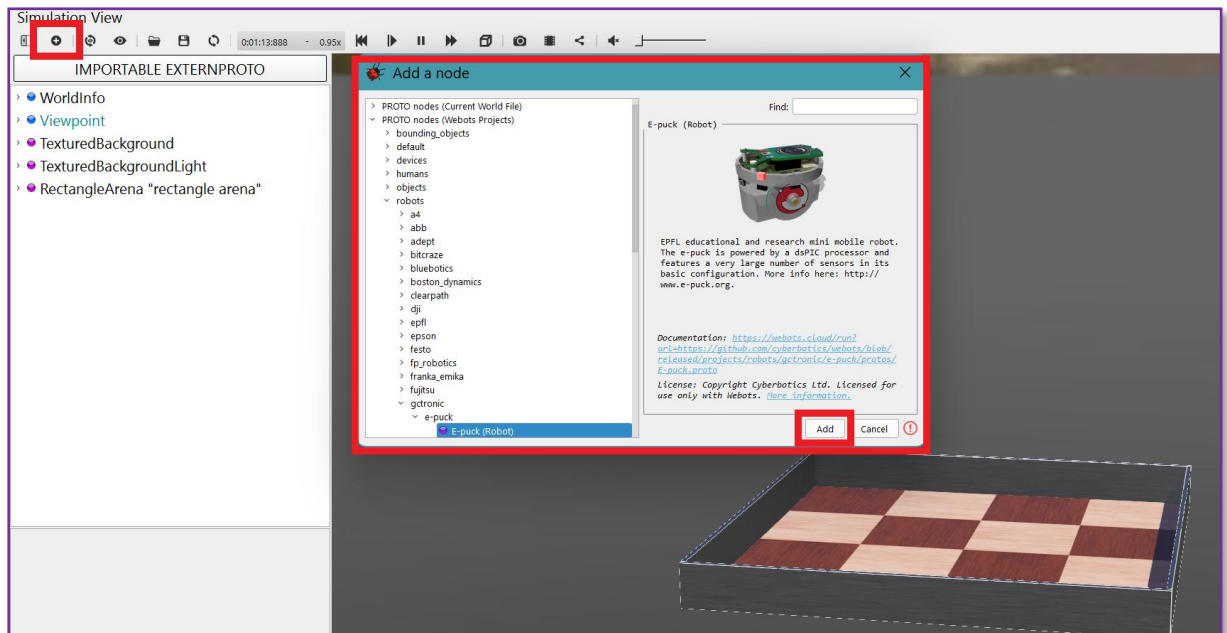 Simulation View
0:01:13:888 - 0.95x
IMPORTABLE EXTERNPROTO
WorldInfo
Viewpoint
TexturedBackground
TexturedBackgroundLight
RectangleArena "rectangle arena"
Add a node
PROTO nodes (Current World File)
PROTO nodes (Webots Projects)
bounding_objects
default
devices
humans
objects
robots
a4
abb
adept
bitcraze
bluebotics
boston_dynamics
clearpath
dji
epfl
epson
festo
fp_robotics
franka_emika
fujitsu
gctronic
e-puck
E-puck (Robot)
Find:
E-puck (Robot)
EPFL educational and research mini mobile robot.
The e-puck is powered by a dsPIC processor and
features a very large number of sensors in its
basic configuration. More info here: http://
www.e-puck.org.
Documentation: https://webots.cloud/run?
url=https://github.com/cyberbotics/webots/blob/
released/projects/robots/gctronic/e-puck/protos/
E-puck.proto
License: Copyright Cyberbotics Ltd. Licensed for
use only with Webots. More information.
Add
Cancel